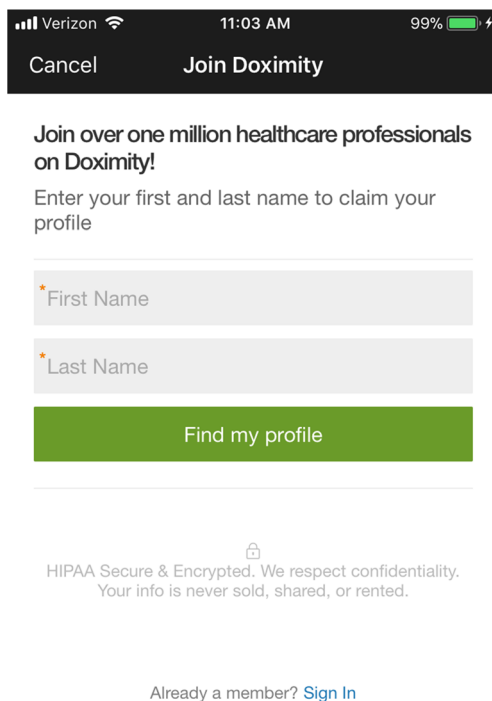 Verizon 11:03 AM 99%
Cancel Join Doximity
Join over one million healthcare professionals
on Doximity!
Enter your first and last name to claim your
profile
*First Name
*Last Name
Find my profile
HIPAA Secure & Encrypted. We respect confidentiality.
Your info is never sold, shared, or rented.
Already a member? Sign In